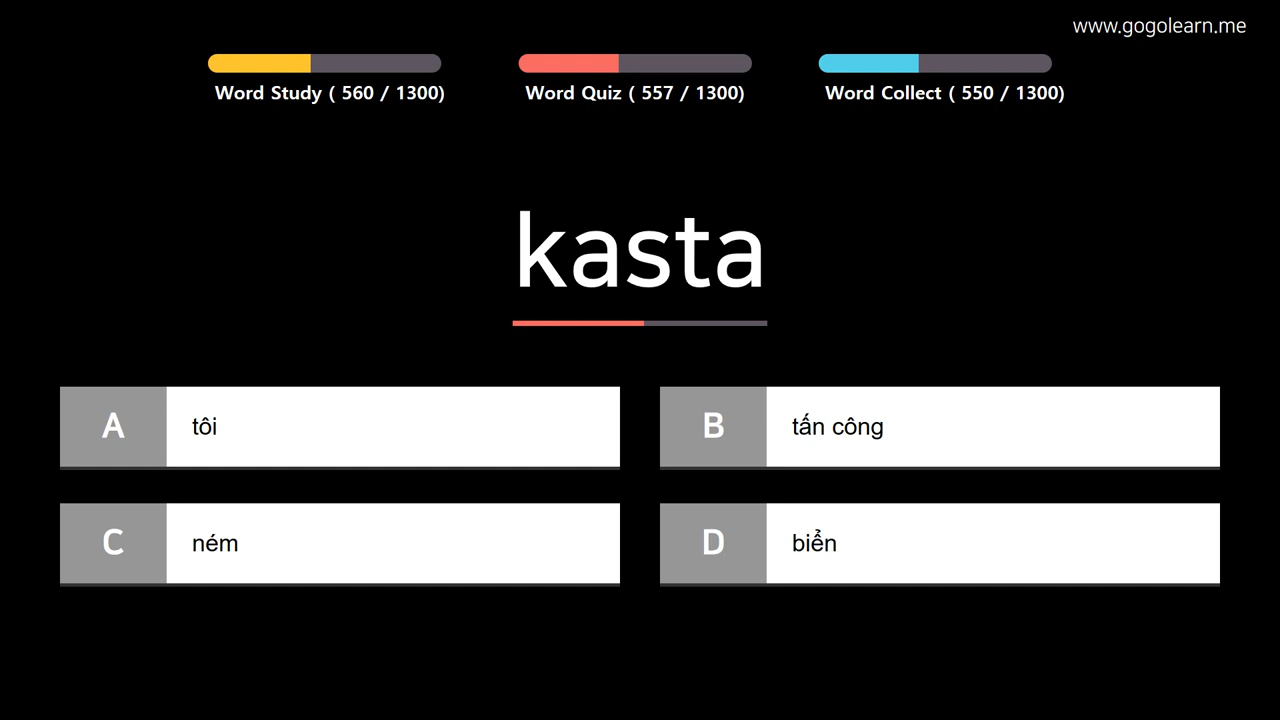 www.gogolearn.me
Word Study ( 560 / 1300)
Word Quiz ( 557 / 1300)
Word Collect ( 550 / 1300)
kasta
A tôi
B tấn công
C ném
D biển